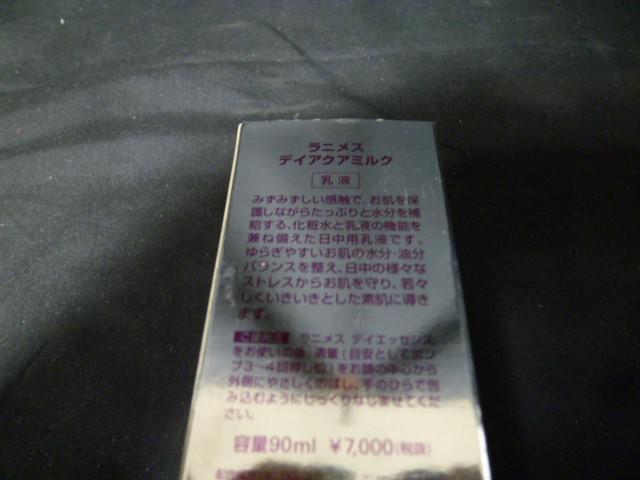 ラニメス
デイアクアミルク
乳液
みずみずしい感触で、お肌を保
護しながらたっぷりと水分を補
給する、化粧水と乳液の機能を
兼ね備えた日中用乳液です。
ゆらぎやすいお肌の水分・油分
バランスを整え、日中の様々な
ストレスからお肌を守り、若々
しくいきいきとした素肌に導き
ます。
ご使用法 ラニメス デイエッセンス
をお使いの後、適量(目安としてポン
プ3〜4回押し位)をお顔の中心から
外側にやさしくのばし、手のひらで包
み込むようにじっくりなじませてくだ
さい。
容量90ml ¥7,000(税抜)